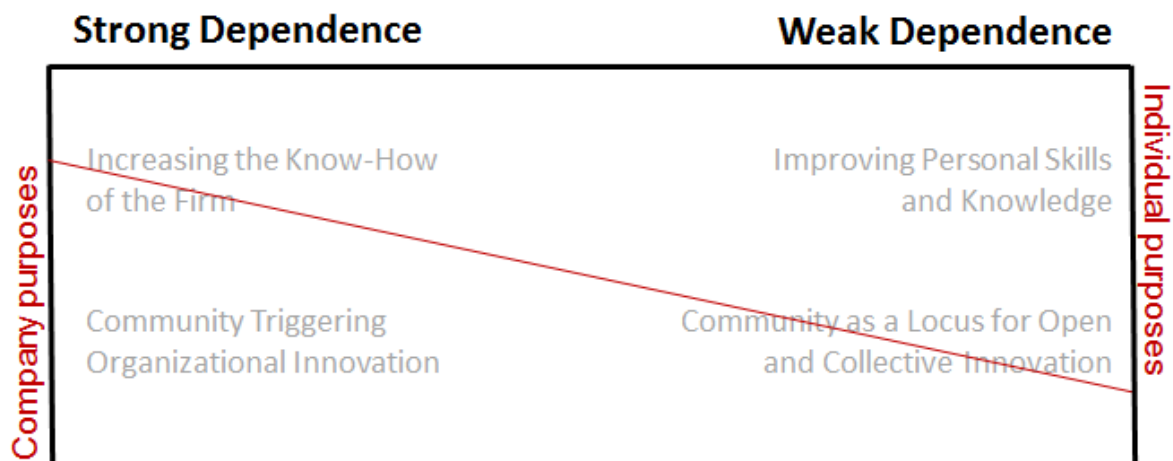 Strong Dependence
Weak Dependence
Company purposes
Increasing the Know-How
of the Firm
Improving Personal Skills
and Knowledge
Community Triggering
Organizational Innovation
Community as a Locus for Open
and Collective Innovation
Individual purposes